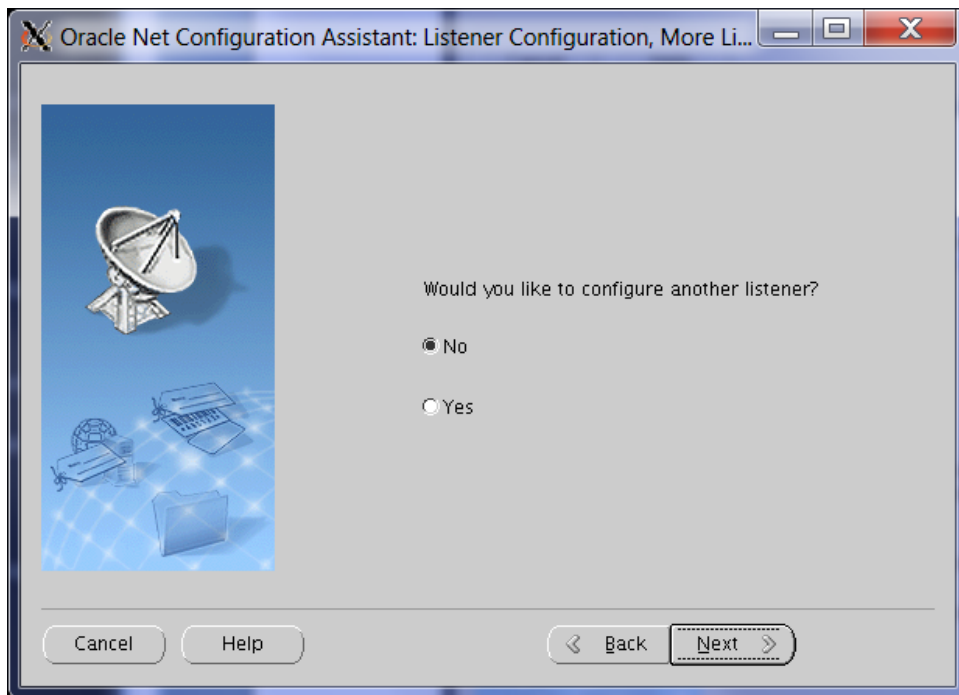 Oracle Net Configuration Assistant: Listener Configuration, More Li...
Would you like to configure another listener?
No
Yes
Cancel Help Back Next